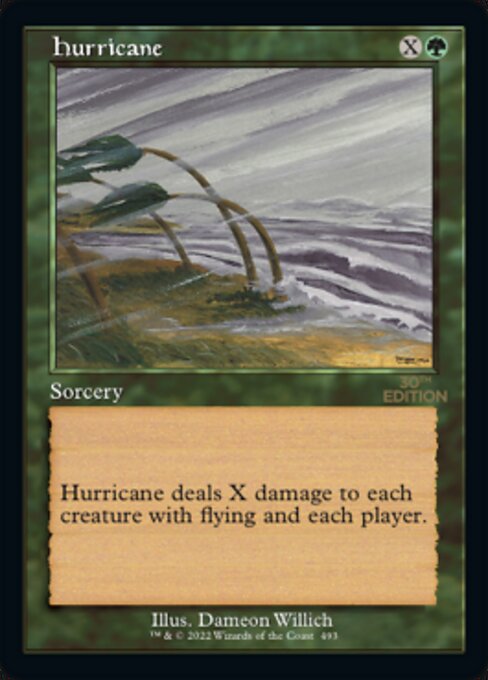 Hurricane X
30TH
EDITION
Sorcery
Hurricane deals X damage to each
creature with flying and each player.
Illus. Dameon Willich
™ & © 2022 Wizards of the Coast 493